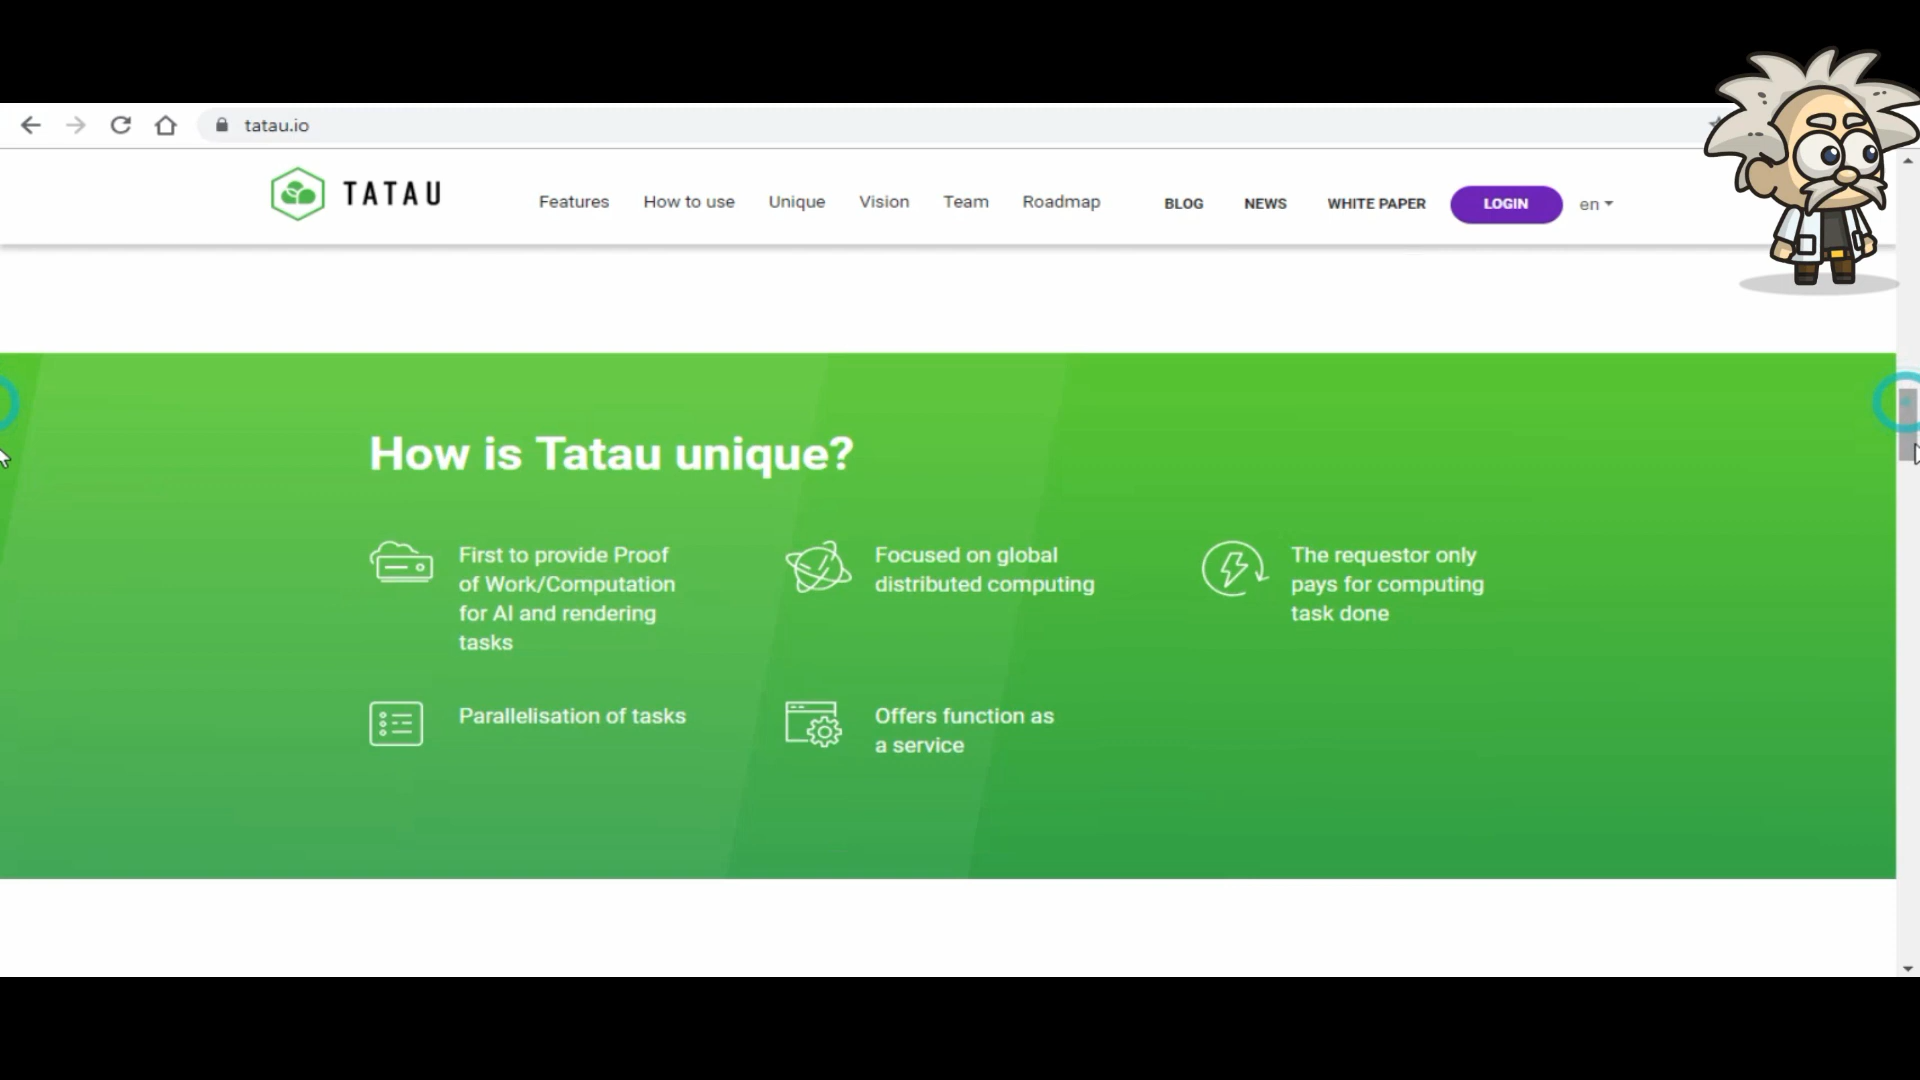 tatau.io
TATAU
Features How to use Unique Vision Team Roadmap BLOG NEWS WHITE PAPER LOGIN en
How is Tatau unique?
First to provide Proof
of Work/Computation
for AI and rendering
tasks
Focused on global
distributed computing
The requestor only
pays for computing
task done
Parallelisation of tasks
Offers function as
a service